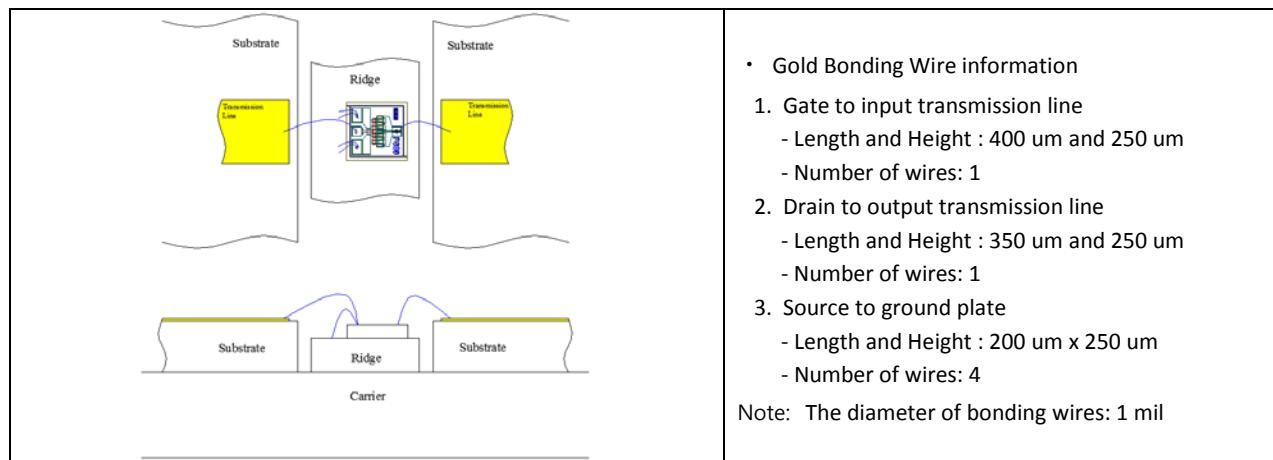 Substrate
Substrate
Ridge
Transmission
Line
Transmission
Line
Substrate
Ridge
Substrate
Carrier
・ Gold Bonding Wire information
1. Gate to input transmission line
- Length and Height : 400 um and 250 um
- Number of wires: 1
2. Drain to output transmission line
- Length and Height : 350 um and 250 um
- Number of wires: 1
3. Source to ground plate
- Length and Height : 200 um x 250 um
- Number of wires: 4
Note: The diameter of bonding wires: 1 mil